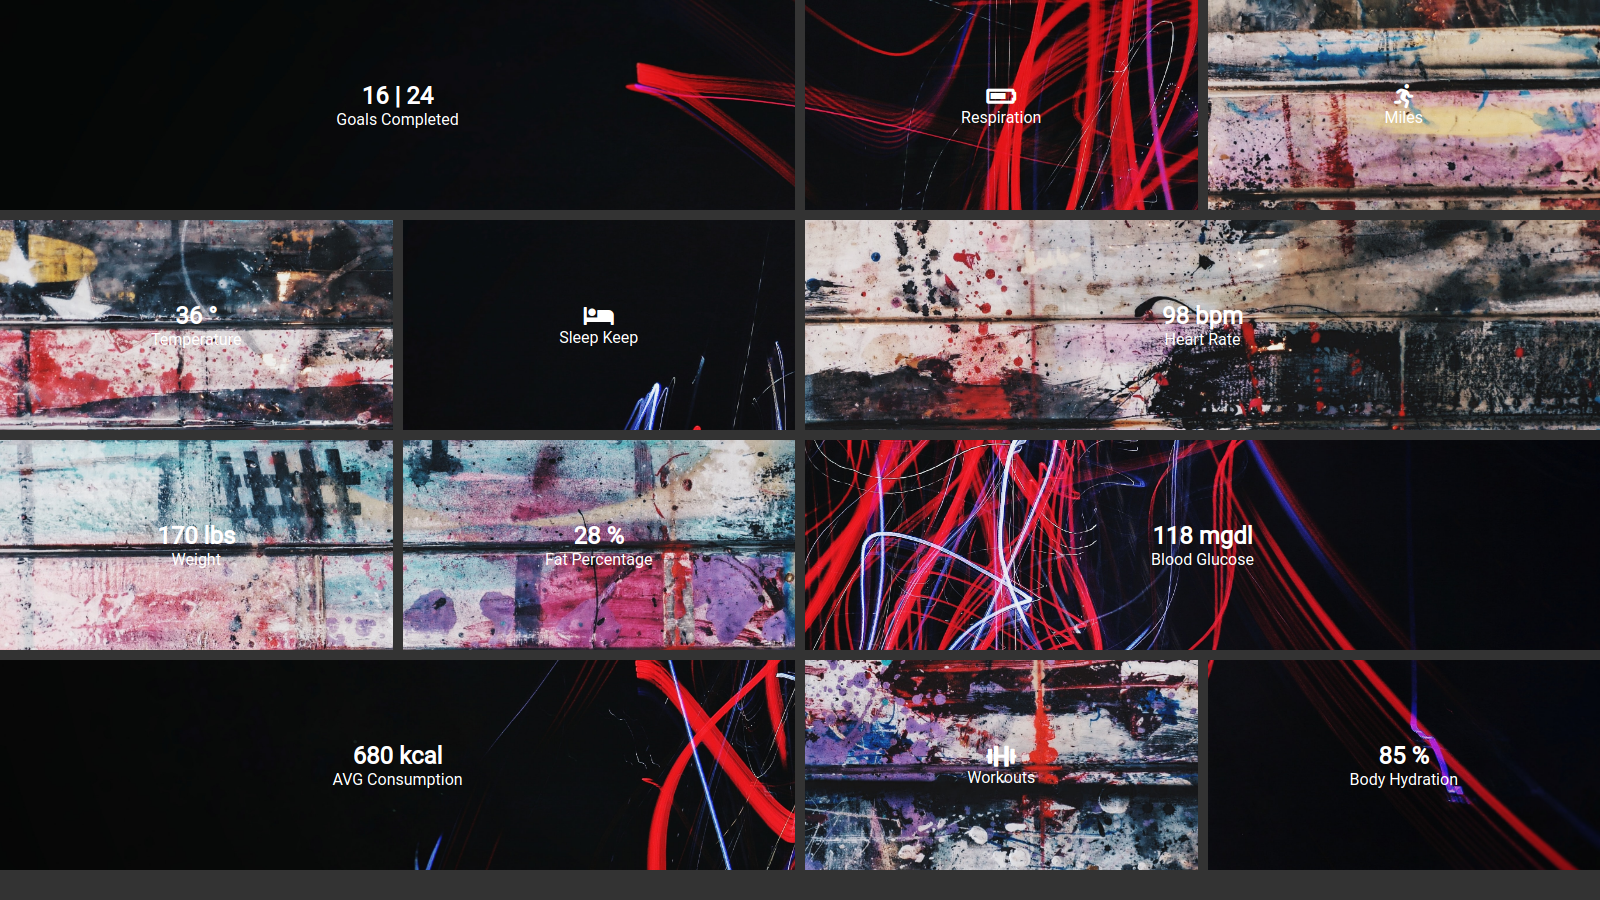 16 | 24
Goals Completed
Respiration
Miles
36 °
Temperature
Sleep Keep
98 bpm
Heart Rate
170 lbs
Weight
28 %
Fat Percentage
118 mgdl
Blood Glucose
680 kcal
AVG Consumption
Workouts
85 %
Body Hydration